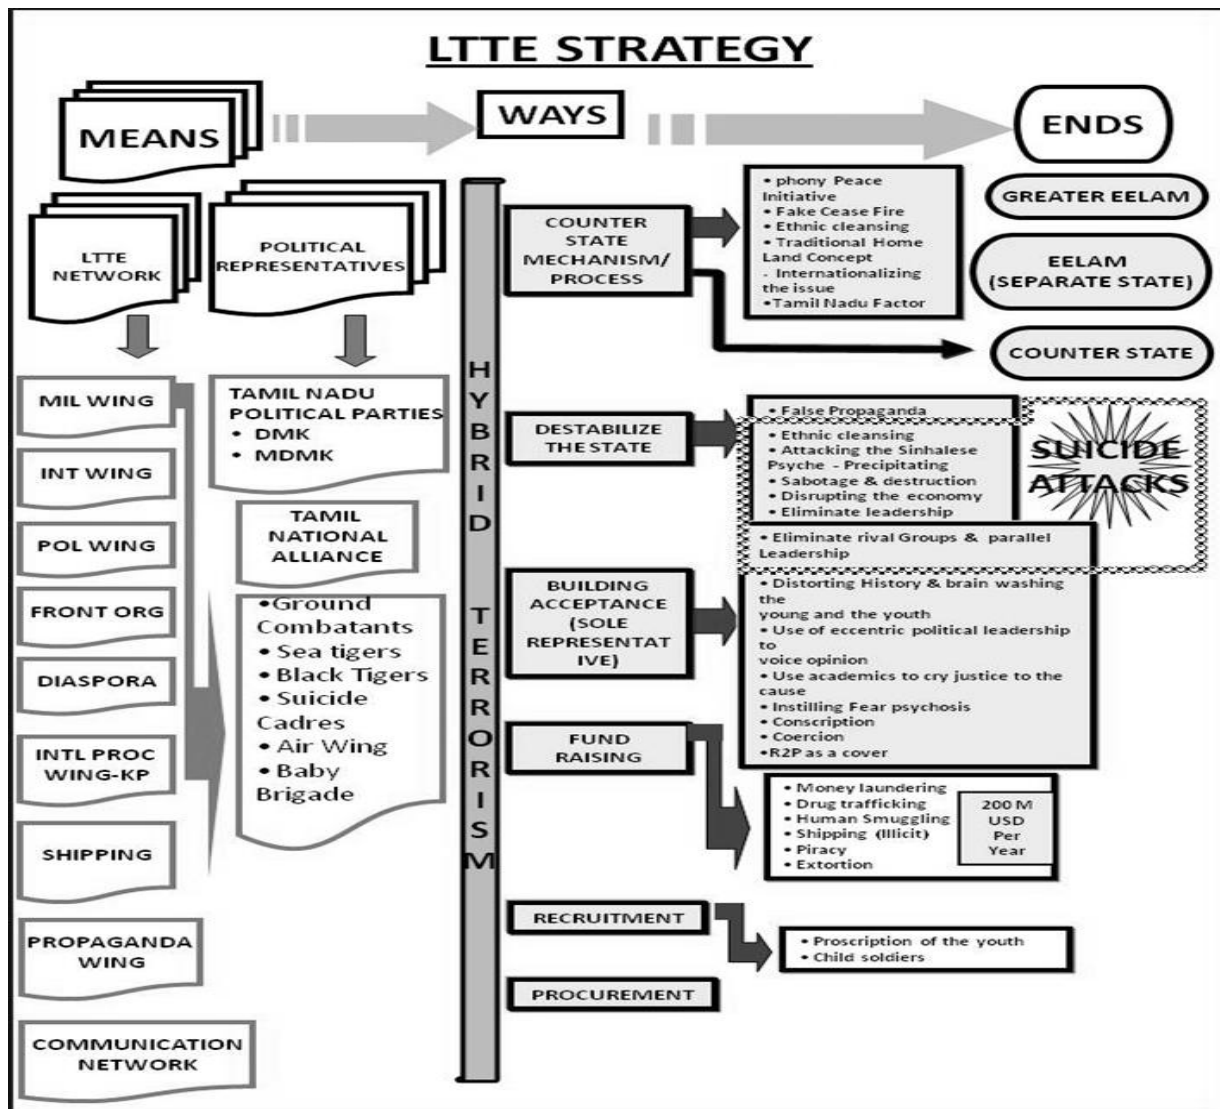 LTTE STRATEGY
MEANS
WAYS
ENDS
LTTE
NETWORK
POLITICAL
REPRESENTATIVES
MIL WING
INT WING
POL WING
FRONT ORG
DIASPORA
INTL PROC
WING-KP
SHIPPING
PROPAGANDA
WING
COMMUNICATION
NETWORK
TAMIL NADU
POLITICAL PARTIES
• DMK
• MDMK
TAMIL
NATIONAL
ALLIANCE
•Ground
Combatants
• Sea tigers
• Black Tigers
• Suicide
Cadres
• Air Wing
• Baby
Brigade
HYBRID TERRORISM
COUNTER
STATE
MECHANISM/
PROCESS
• phony Peace
Initiative
• Fake Cease Fire
• Ethnic cleansing
• Traditional Home
Land Concept
- Internationalizing
the issue
•Tamil Nadu Factor
GREATER EELAM
EELAM
(SEPARATE STATE)
COUNTER STATE
DESTABILIZE
THE STATE
• False Propaganda
• Ethnic cleansing
• Attacking the Sinhalese
Psyche - Precipitating
• Sabotage & destruction
• Disrupting the economy
• Eliminate leadership
SUICIDE
ATTACKS
• Eliminate rival Groups & parallel
Leadership
BUILDING
ACCEPTANCE
(SOLE
REPRESENTAT
IVE)
• Distorting History & brain washing
the
young and the youth
• Use of eccentric political leadership
to
voice opinion
• Use academics to cry justice to the
cause
• Instilling Fear psychosis
• Conscription
• Coercion
•R2P as a cover
FUND
RAISING
• Money laundering
• Drug trafficking
• Human Smuggling
• Shipping (Illicit)
• Piracy
• Extortion
200 M
USD
Per
Year
RECRUITMENT
• Proscription of the youth
• Child soldiers
PROCUREMENT